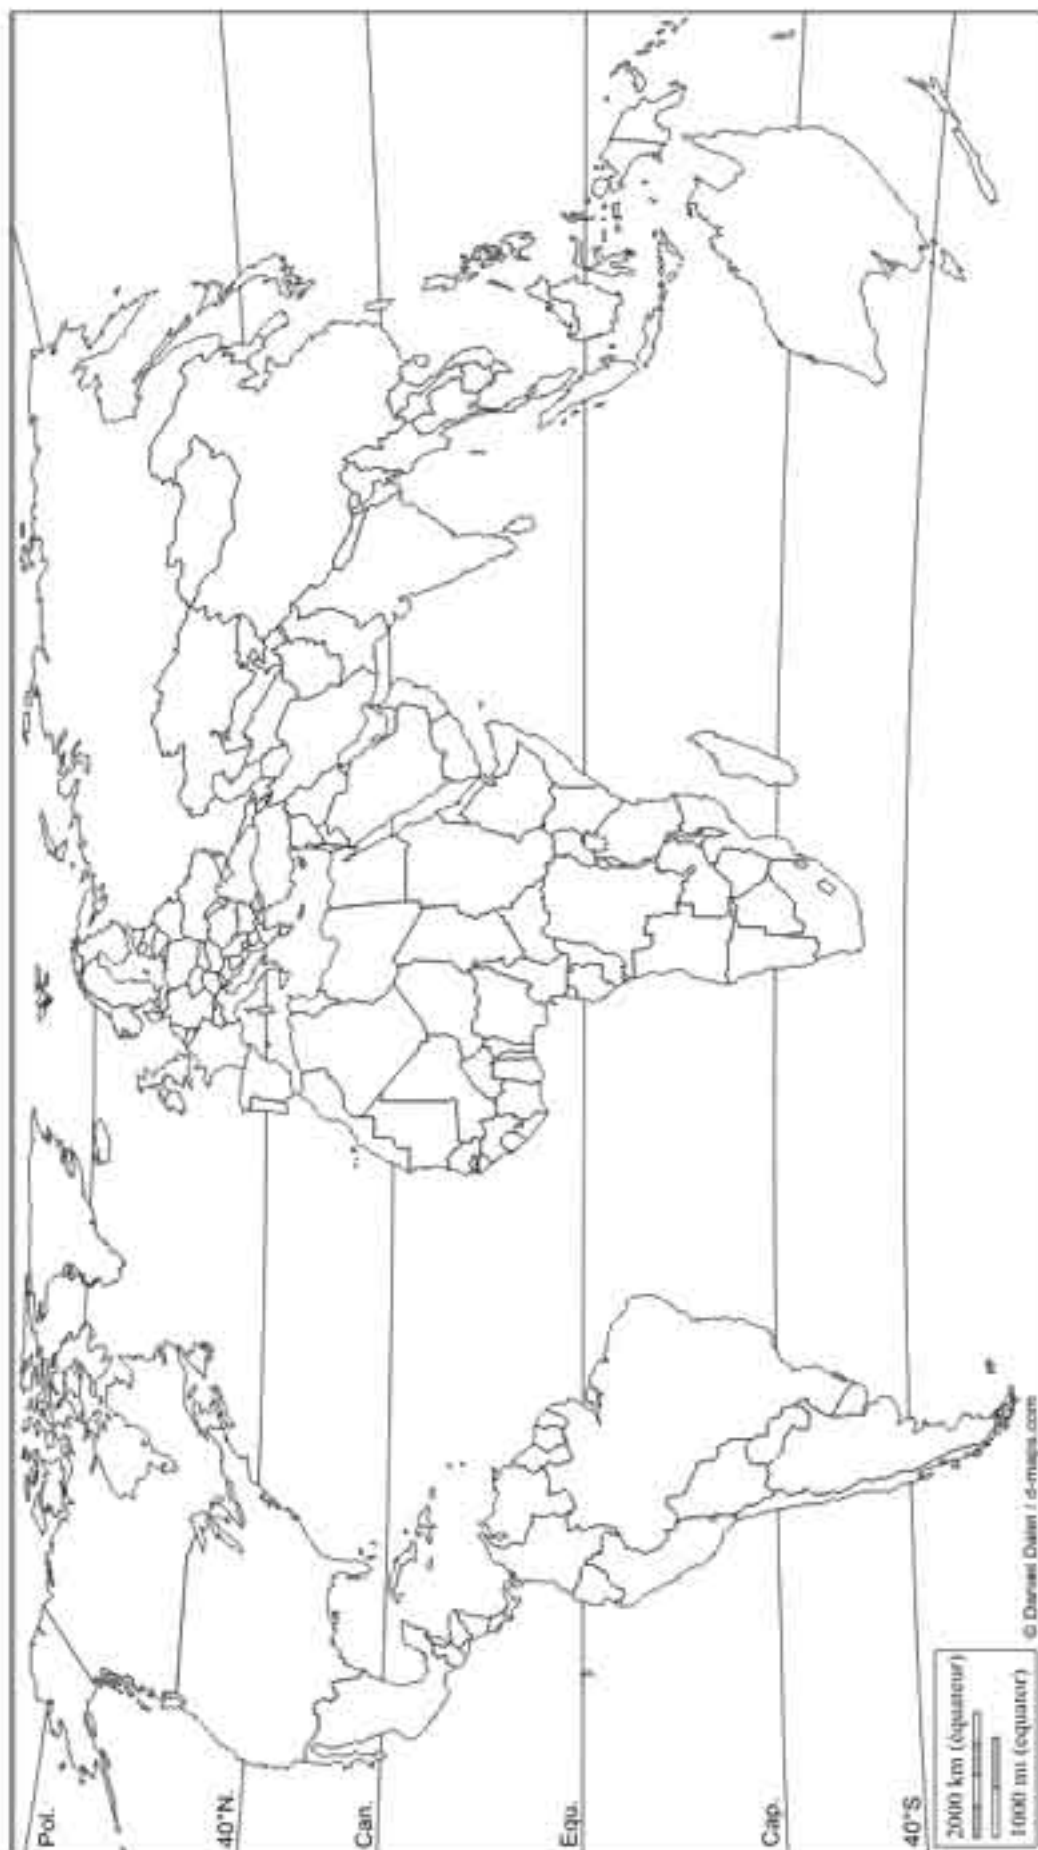 Pol.
40°N.
Can.
Equ.
Cap.
40°S
2000 km (équateur)
1000 mi (equator)
© Daniel Dalet / d-maps.com